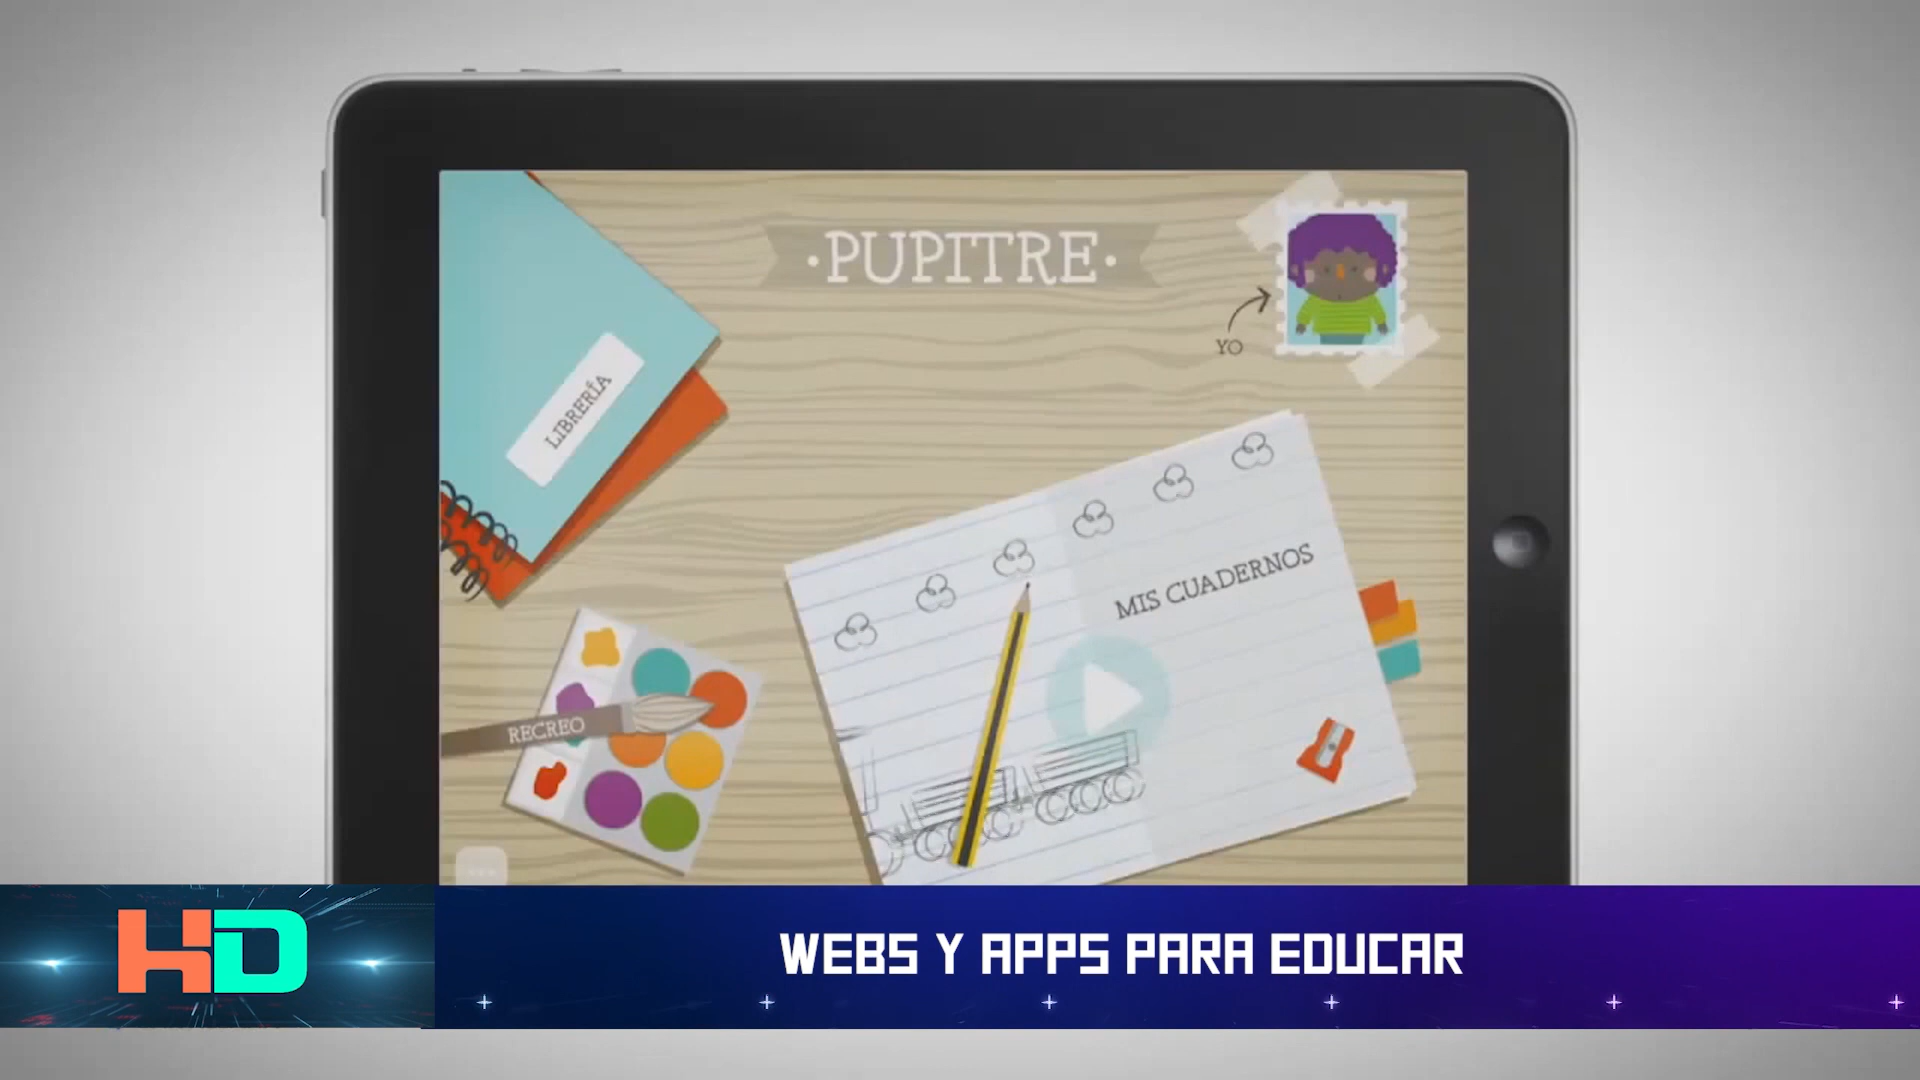 PUPITRE
YO
LIBRERÍA
MIS CUADERNOS
RECREO
HD
WEBS Y APPS PARA EDUCAR